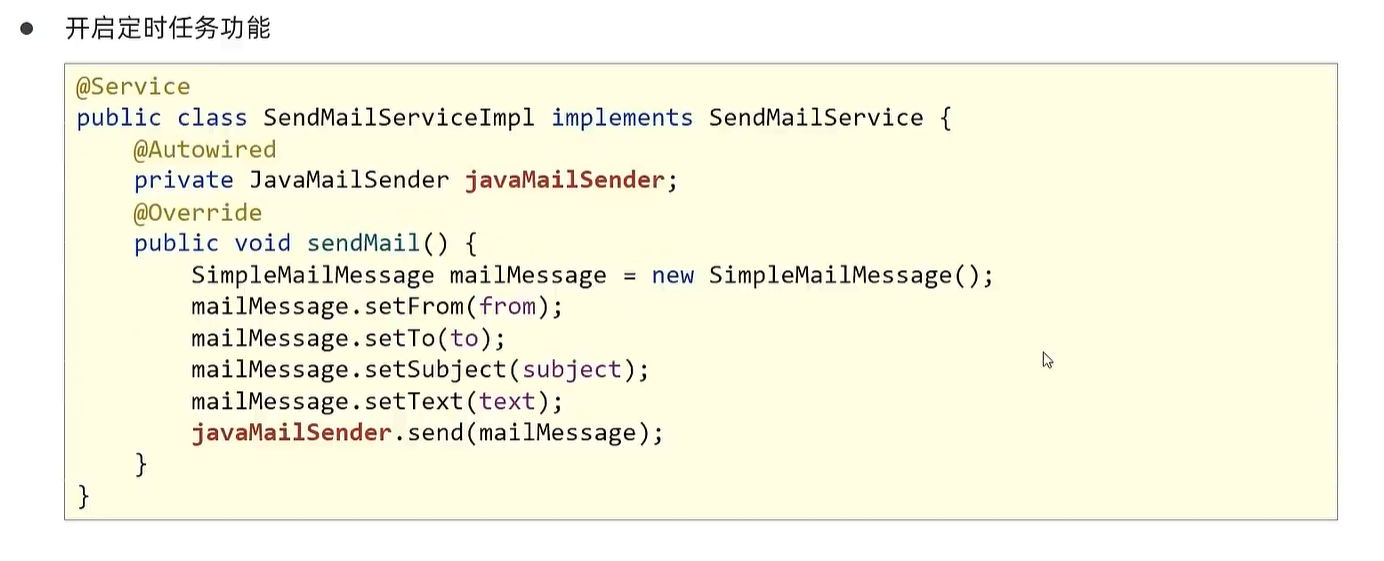 ● 开启定时任务功能
@Service
public class SendMailServiceImpl implements SendMailService {
    @Autowired
    private JavaMailSender javaMailSender;
    @Override
    public void sendMail() {
        SimpleMailMessage mailMessage = new SimpleMailMessage();
        mailMessage.setFrom(from);
        mailMessage.setTo(to);
        mailMessage.setSubject(subject);
        mailMessage.setText(text);
        javaMailSender.send(mailMessage);
    }
}